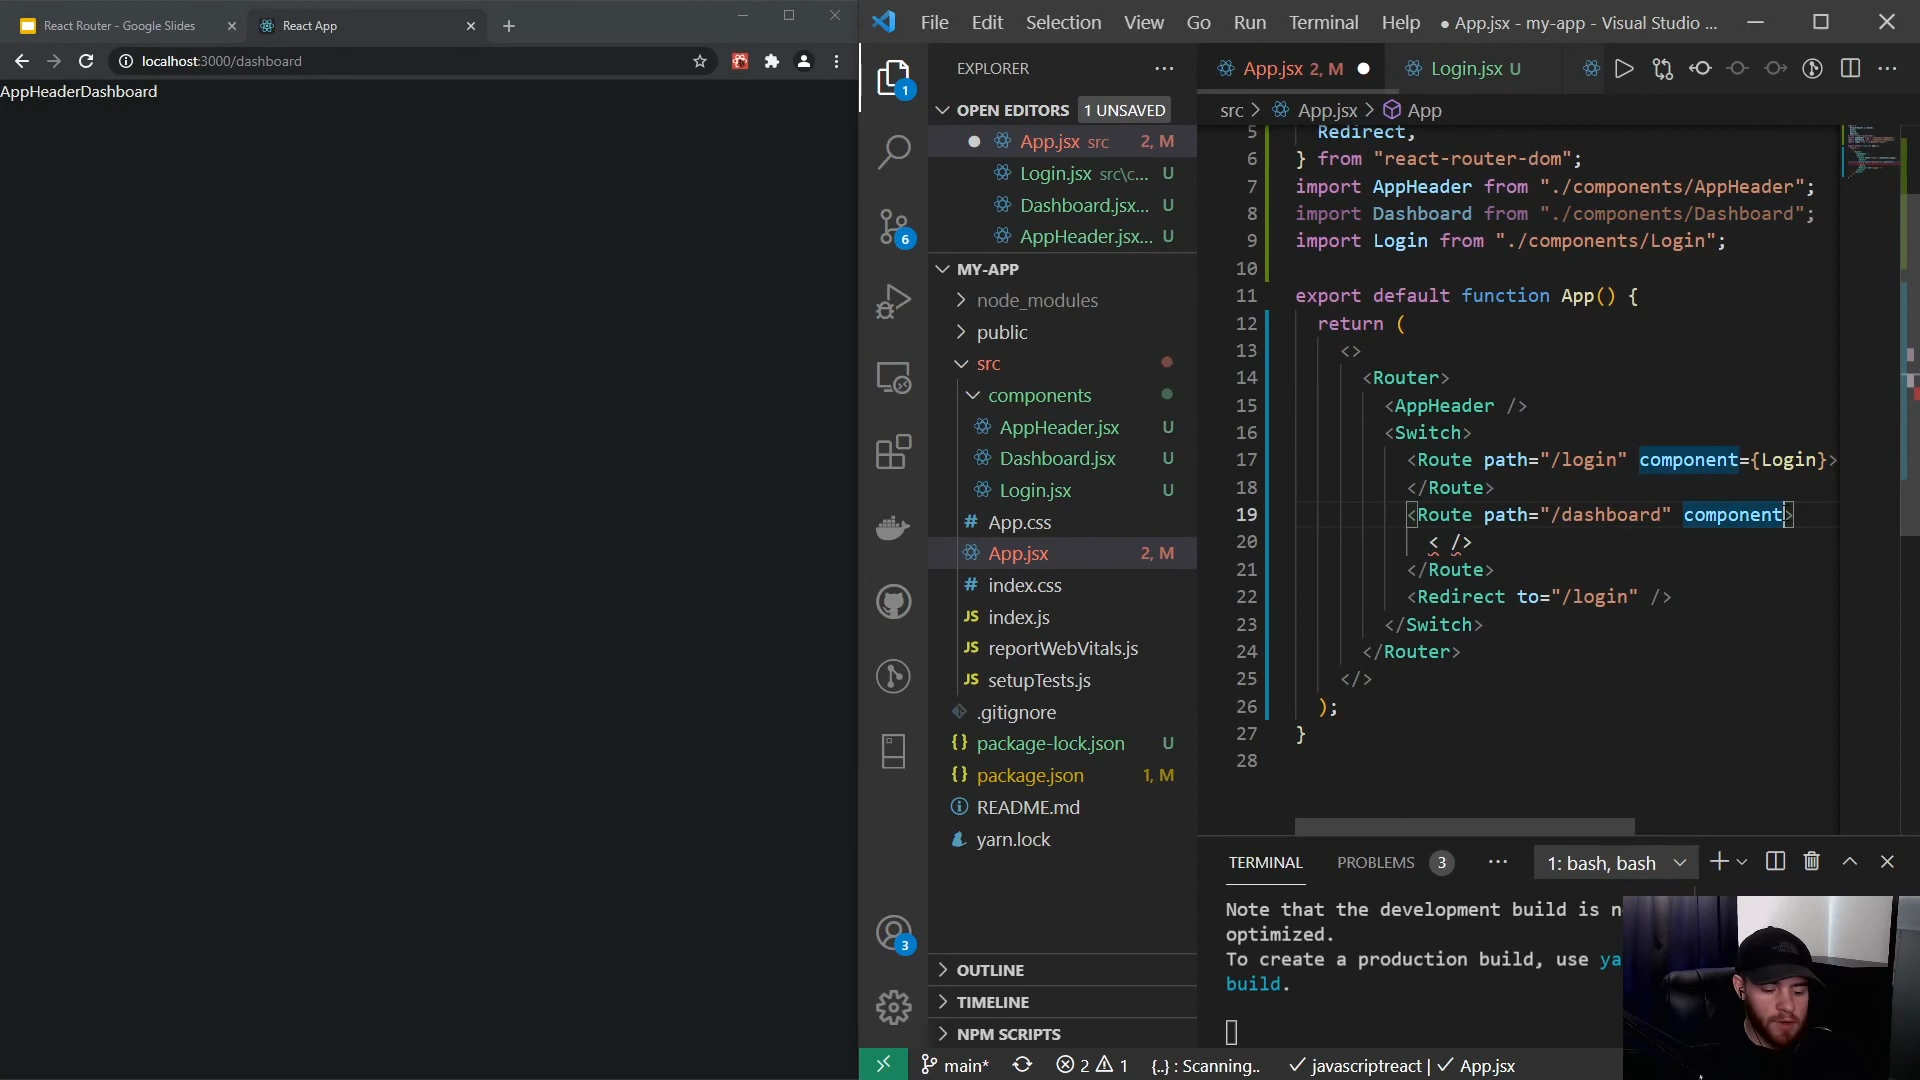 React Router - Google Slides
React App
localhost:3000/dashboard
AppHeaderDashboard
File Edit Selection View Go Run Terminal Help
● App.jsx - my-app - Visual Studio ...
EXPLORER
OPEN EDITORS 1 UNSAVED
App.jsx src 2, M
Login.jsx src\c... U
Dashboard.jsx... U
AppHeader.jsx... U
MY-APP
node_modules
public
src
components
AppHeader.jsx U
Dashboard.jsx U
Login.jsx U
# App.css
App.jsx 2, M
# index.css
JS index.js
JS reportWebVitals.js
JS setupTests.js
.gitignore
{} package-lock.json U
{} package.json 1, M
README.md
yarn.lock
OUTLINE
TIMELINE
NPM SCRIPTS
1
6
3
App.jsx 2, M ●
Login.jsx U
src > App.jsx > App
5 Redirect,
6 } from "react-router-dom";
7 import AppHeader from "./components/AppHeader";
8 import Dashboard from "./components/Dashboard";
9 import Login from "./components/Login";
10
11 export default function App() {
12 return (
13 <>
14 <Router>
15 <AppHeader />
16 <Switch>
17 <Route path="/login" component={Login}>
18 </Route>
19 <Route path="/dashboard" component>
20 < />
21 </Route>
22 <Redirect to="/login" />
23 </Switch>
24 </Router>
25 </>
26 );
27 }
28
TERMINAL PROBLEMS 3 ... 1: bash, bash
Note that the development build is n
optimized.
To create a production build, use ya
build.
main* 2 1 {..} : Scanning.. ✓ javascriptreact | ✓ App.jsx